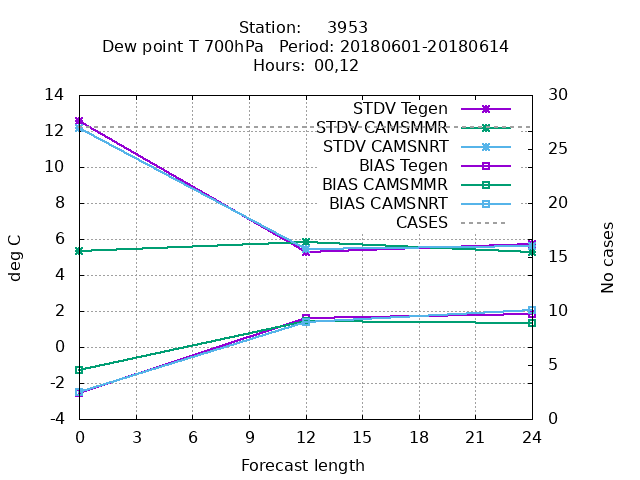 Station:     3953
Dew point T 700hPa   Period: 20180601-20180614
Hours:  00,12
14
12
10
8
6
4
2
0
-2
-4
deg C
30
25
20
15
10
5
0
No cases
STDV Tegen
STDV CAMSMMR
STDV CAMSNRT
BIAS Tegen
BIAS CAMSMMR
BIAS CAMSNRT
CASES
0 3 6 9 12 15 18 21 24
Forecast length